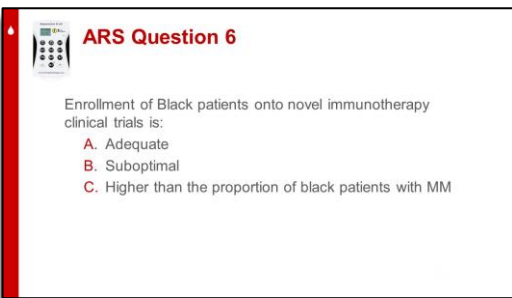 ARS Question 6
Enrollment of Black patients onto novel immunotherapy
clinical trials is:
A. Adequate
B. Suboptimal
C. Higher than the proportion of black patients with MM